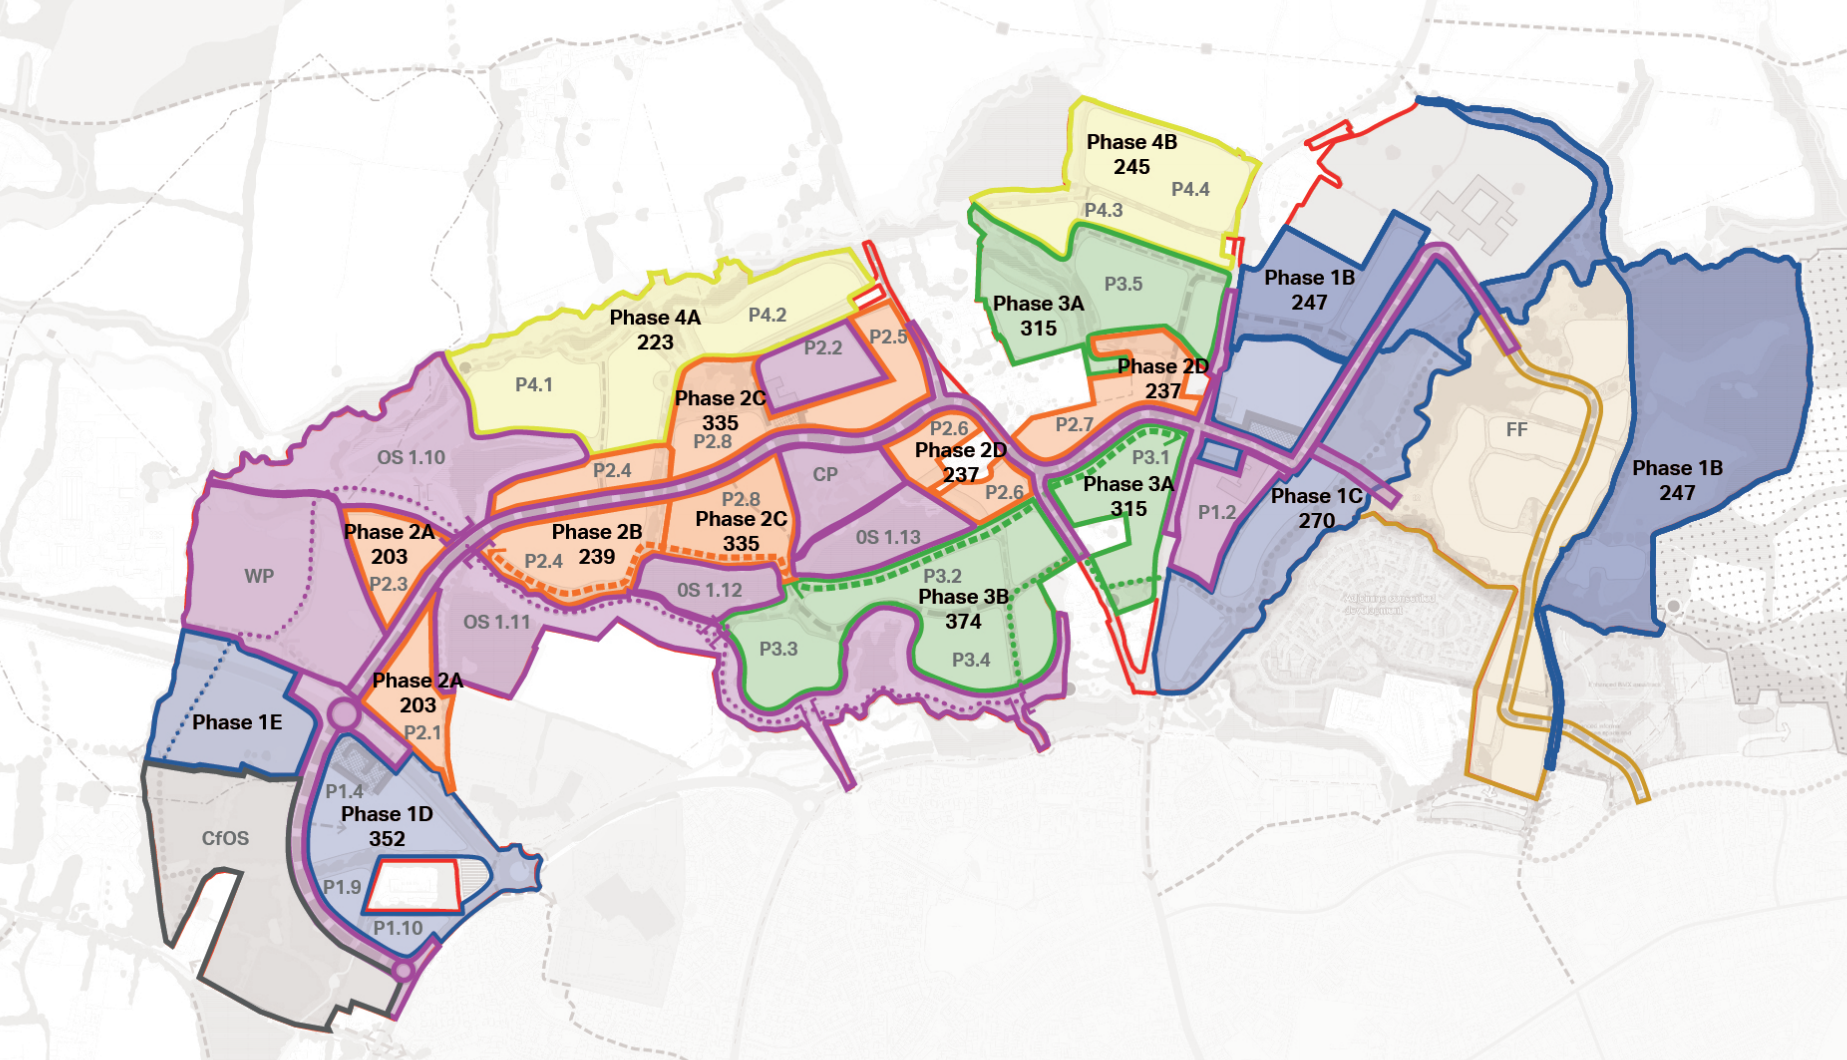 Phase 4B
245
P4.4
P4.3
Phase 1B
247
P3.5
Phase 3A
315
Phase 4A
223
P4.2
P2.5
P2.2
P4.1
Phase 2D
237
Phase 2C
335
P2.8
P2.6
P2.7
FF
OS 1.10
P2.4
CP
Phase 2D
237
P2.6
P3.1
Phase 3A
315
Phase 1B
247
P2.8
Phase 2C
335
Phase 1C
270
P1.2
Phase 2A
203
P2.3
Phase 2B
239
P2.4
0S 1.13
WP
0S 1.12
P3.2
Phase 3B
374
OS 1.11
P3.3
P3.4
Phase 2A
203
P2.1
Phase 1E
P1.4
Phase 1D
352
CfOS
P1.9
P1.10